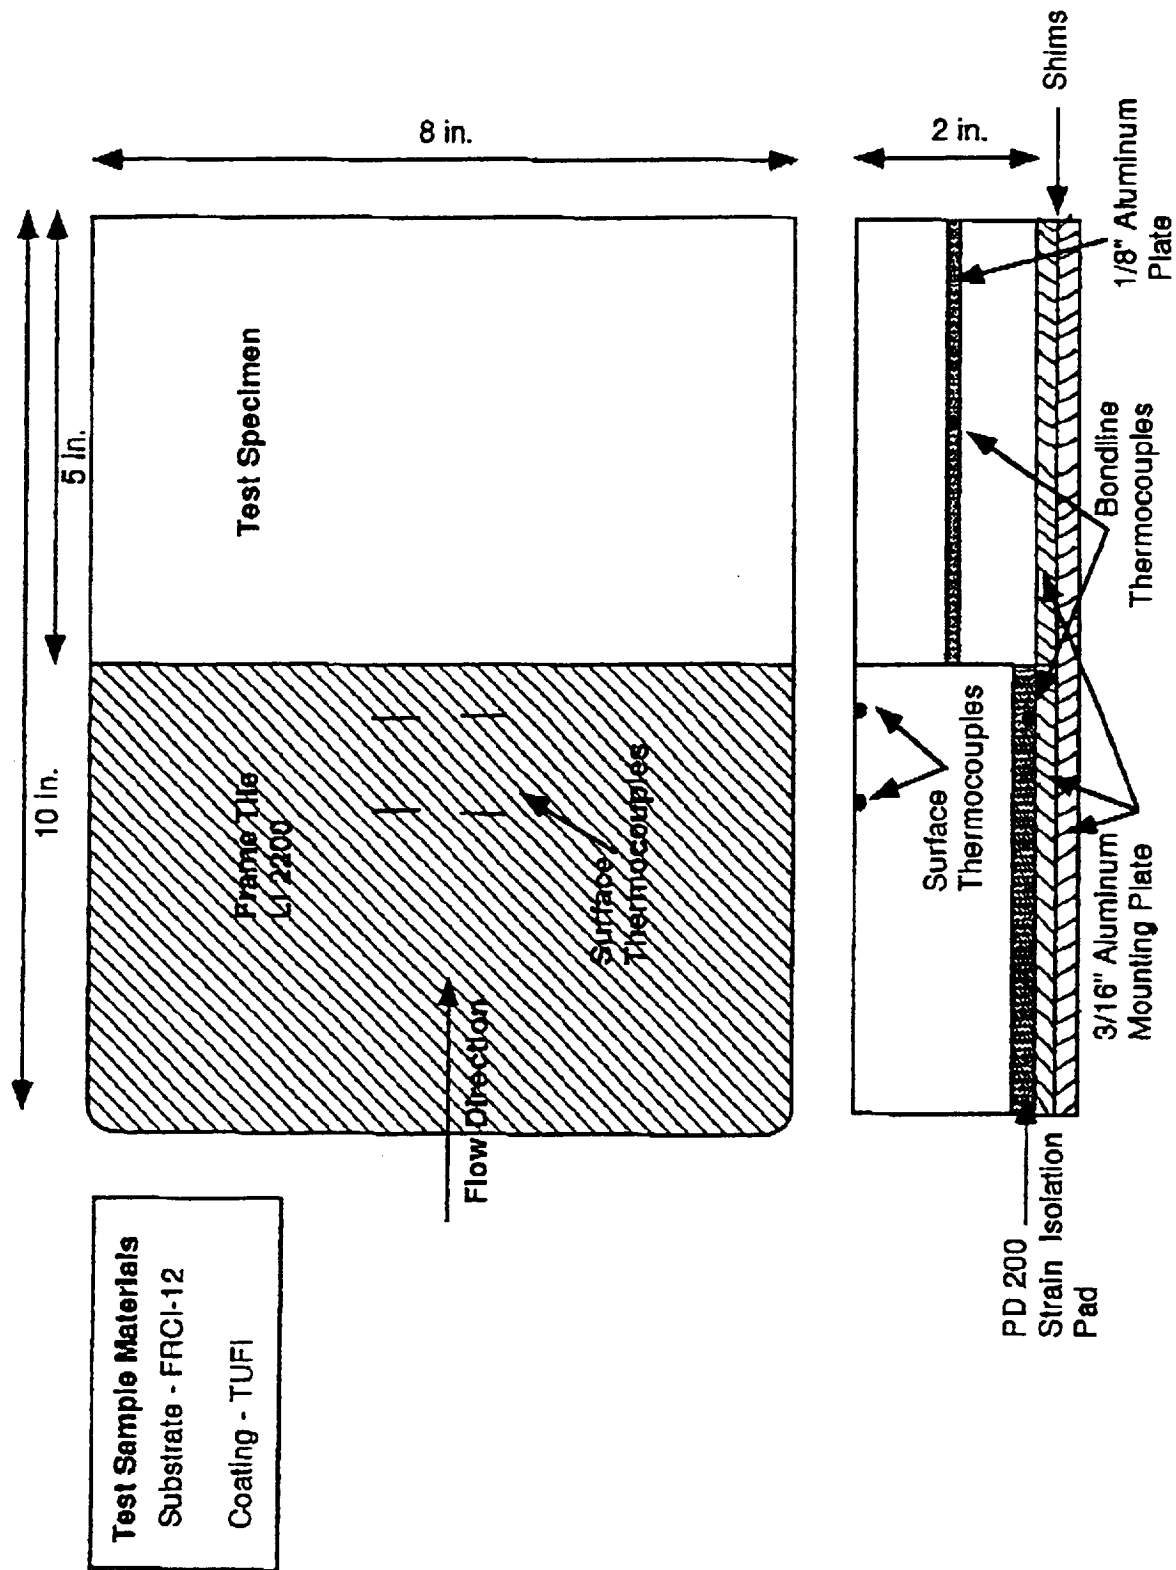 Test Sample Materials
Substrate - FRCI-12
Coating - TUFI
10 in.
5 in.
8 in.
Frame Tile
LI 2200
Test Specimen
Surface
Thermocouples
Flow Direction
2 in.
Surface
Thermocouples
PD 200
Strain Isolation
Pad
3/16" Aluminum
Mounting Plate
Bondline
Thermocouples
1/8" Aluminum
Plate
Shims